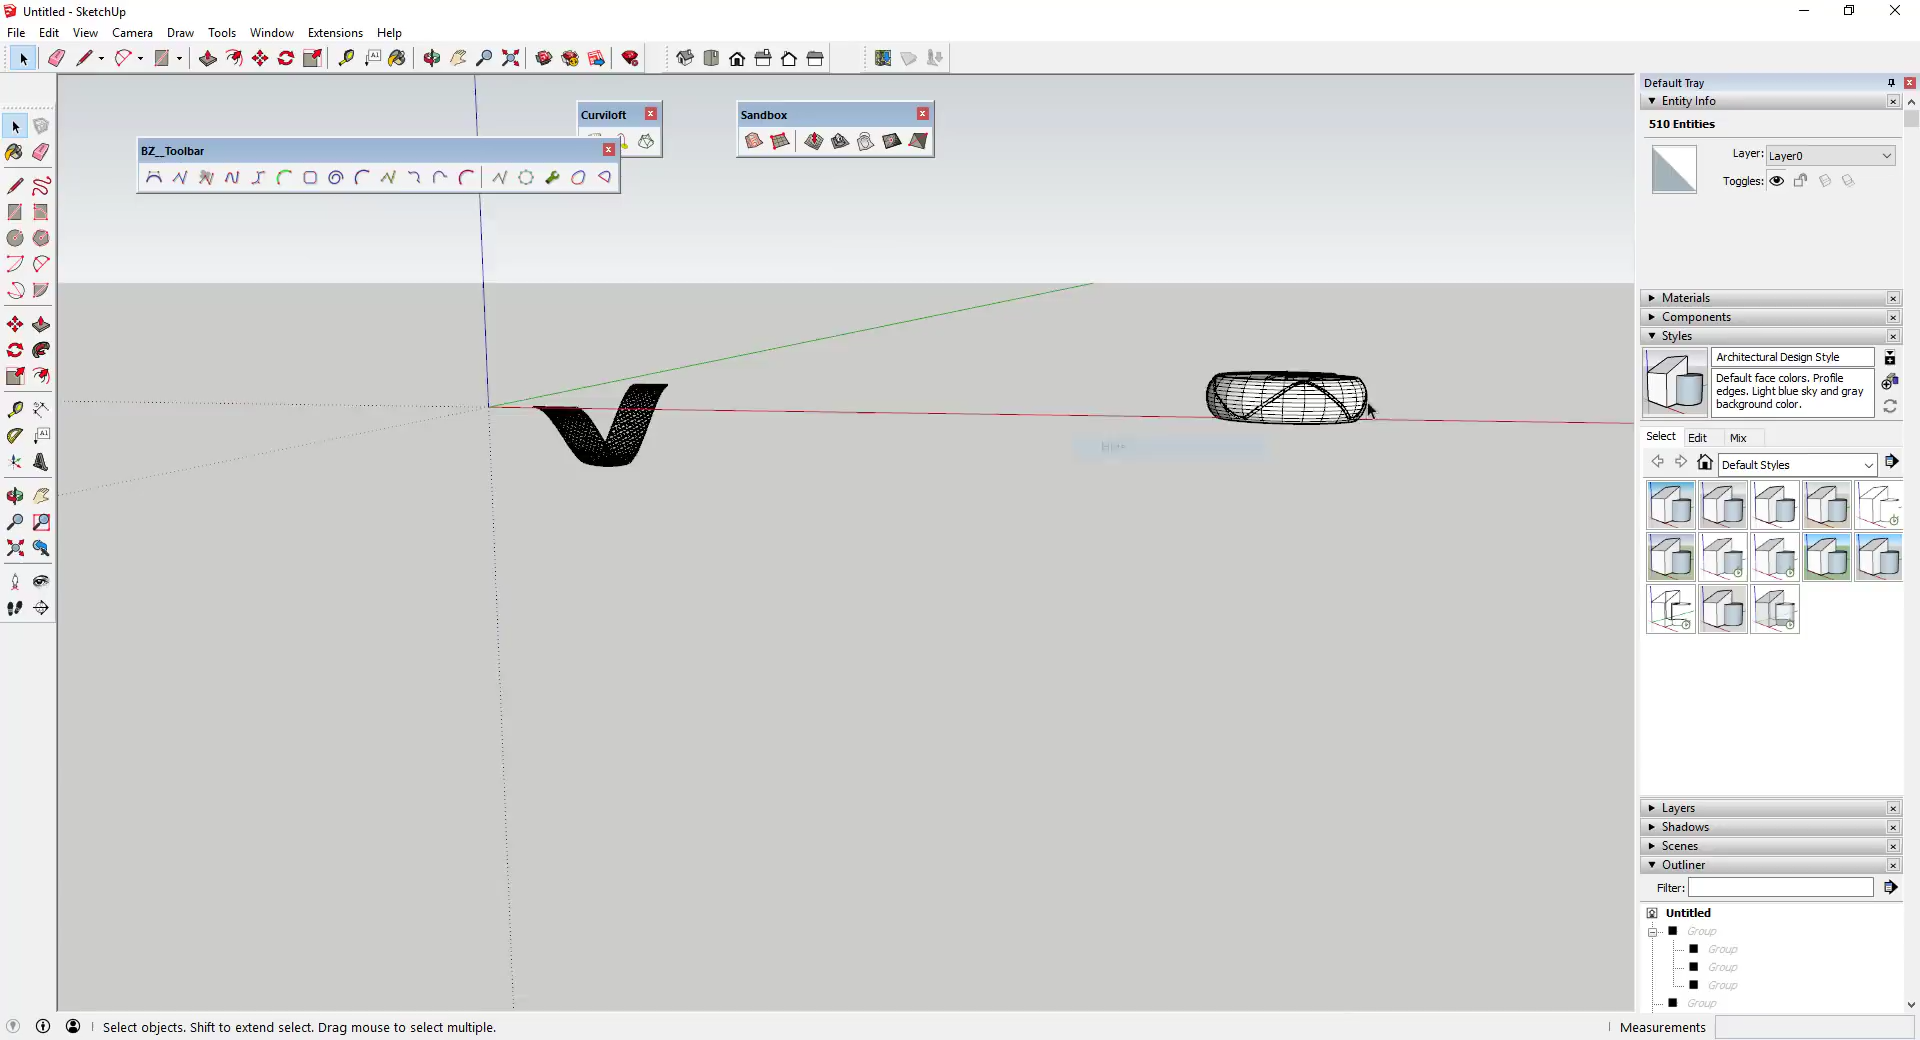 Untitled - SketchUp
File Edit View Camera Draw Tools Window Extensions Help
Curviloft
Sandbox
BZ__Toolbar
Default Tray
Entity Info
510 Entities
Layer: Layer0
Toggles:
Materials
Components
Styles
Architectural Design Style
Default face colors. Profile
edges. Light blue sky and gray
background color.
Select Edit Mix
Default Styles
Layers
Shadows
Scenes
Outliner
Filter:
Untitled
Group
Group
Group
Group
Group
Select objects. Shift to extend select. Drag mouse to select multiple.
Measurements